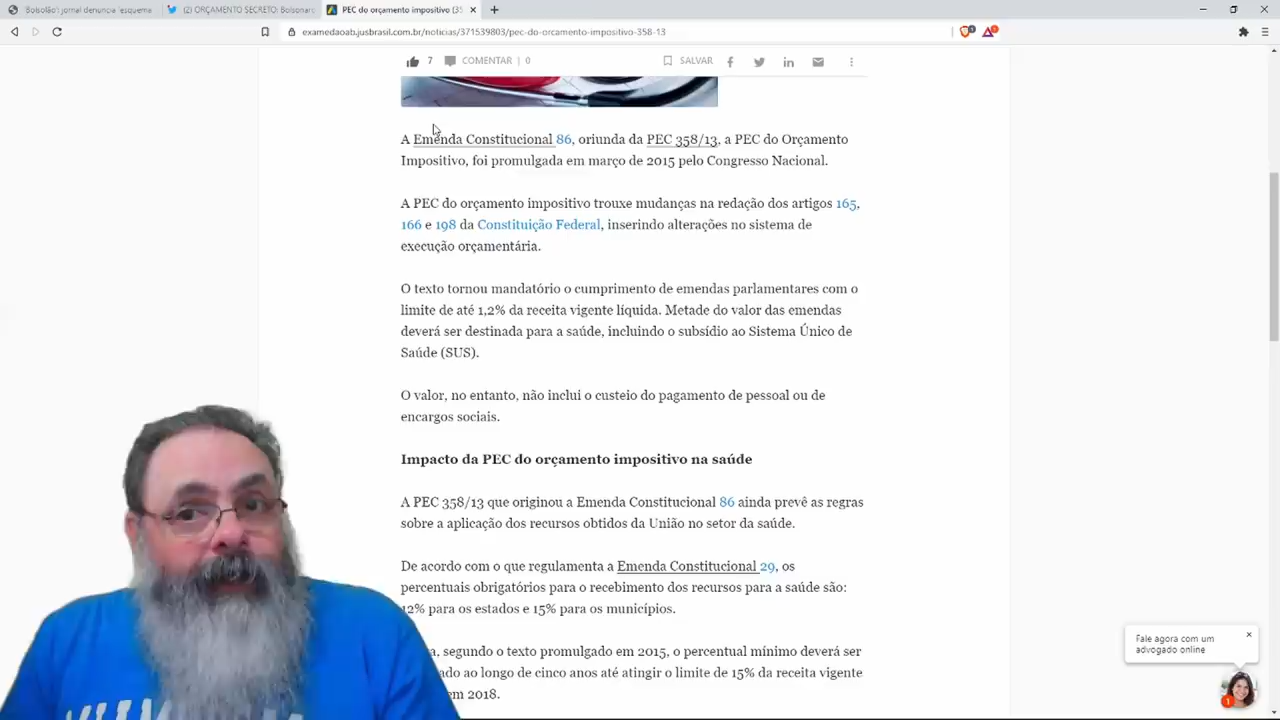 'Bolsolão': jornal denuncia 'esquema
(2) ORÇAMENTO SECRETO: Bolsonaro
PEC do orçamento impositivo (35
examedaoab.jusbrasil.com.br/noticias/371539803/pec-do-orcamento-impositivo-358-13
7 COMENTAR | 0 SALVAR
A Emenda Constitucional 86, oriunda da PEC 358/13, a PEC do Orçamento
Impositivo, foi promulgada em março de 2015 pelo Congresso Nacional.
A PEC do orçamento impositivo trouxe mudanças na redação dos artigos 165,
166 e 198 da Constituição Federal, inserindo alterações no sistema de
execução orçamentária.
O texto tornou mandatório o cumprimento de emendas parlamentares com o
limite de até 1,2% da receita vigente líquida. Metade do valor das emendas
deverá ser destinada para a saúde, incluindo o subsídio ao Sistema Único de
Saúde (SUS).
O valor, no entanto, não inclui o custeio do pagamento de pessoal ou de
encargos sociais.
Impacto da PEC do orçamento impositivo na saúde
A PEC 358/13 que originou a Emenda Constitucional 86 ainda prevê as regras
sobre a aplicação dos recursos obtidos da União no setor da saúde.
De acordo com o que regulamenta a Emenda Constitucional 29, os
percentuais obrigatórios para o recebimento dos recursos para a saúde são:
12% para os estados e 15% para os municípios.
segundo o texto promulgado em 2015, o percentual mínimo deverá ser
ao longo de cinco anos até atingir o limite de 15% da receita vigente
em 2018.
Fale agora com um
advogado online
1